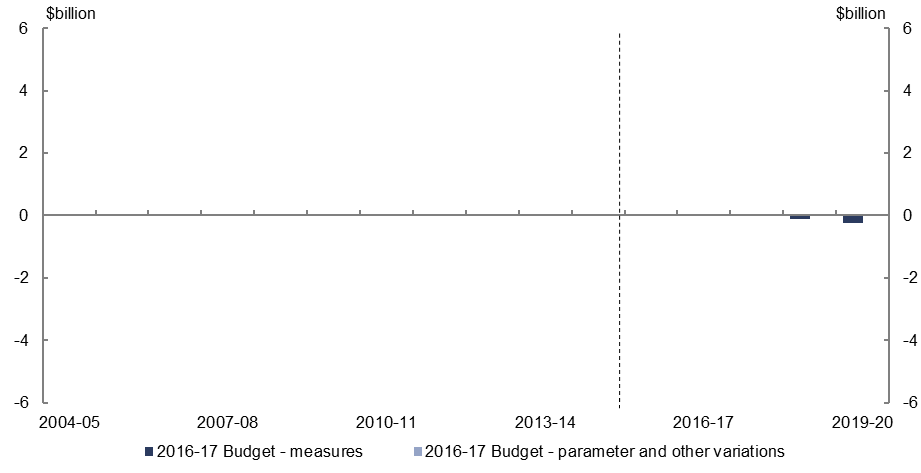 $billion $billion
6 6
4 4
2 2
0 0
-2 -2
-4 -4
-6 -6
2004-05 2007-08 2010-11 2013-14 2016-17 2019-20
2016-17 Budget - measures 2016-17 Budget - parameter and other variations